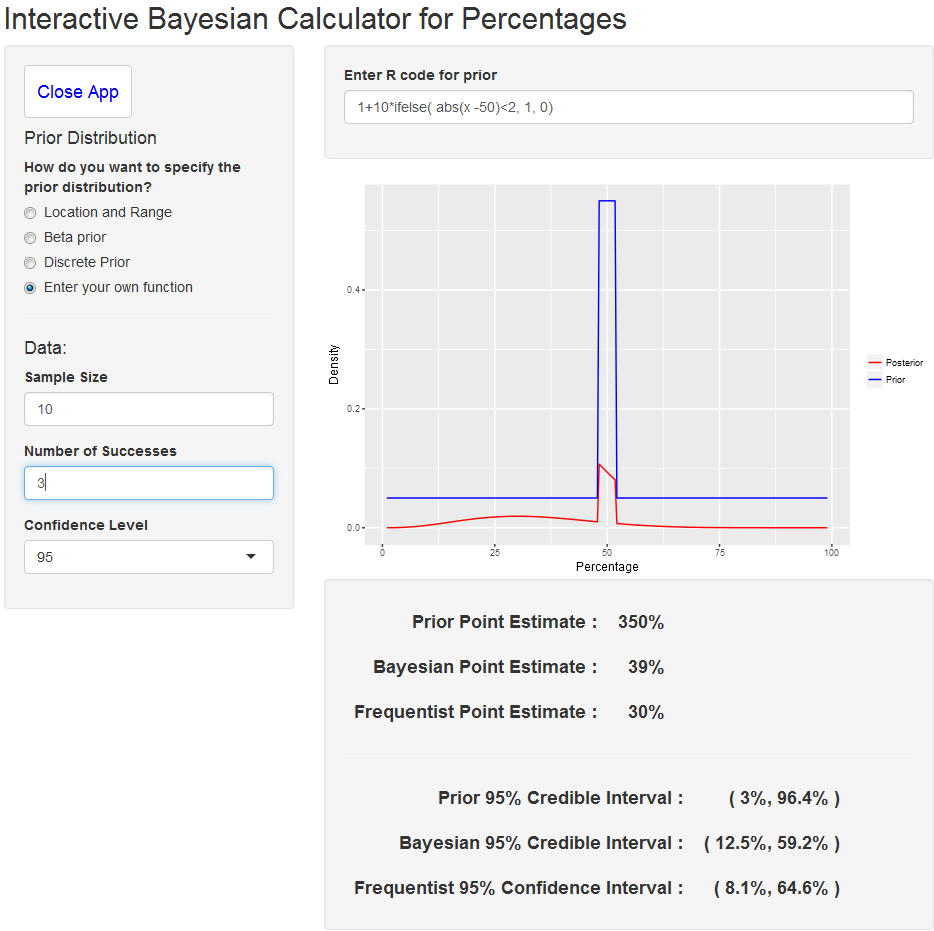 Interactive Bayesian Calculator for Percentages
Close App
Prior Distribution
How do you want to specify the
prior distribution?
Location and Range
Beta prior
Discrete Prior
Enter your own function
Data:
Sample Size
10
Number of Successes
3
Confidence Level
95
Enter R code for prior
1+10*ifelse( abs(x -50)<2, 1, 0)
Density
0.4
0.2
0.0
0 25 50 75 100
Percentage
Posterior
Prior
Prior Point Estimate : 350%
Bayesian Point Estimate : 39%
Frequentist Point Estimate : 30%
Prior 95% Credible Interval : ( 3%, 96.4% )
Bayesian 95% Credible Interval : ( 12.5%, 59.2% )
Frequentist 95% Confidence Interval : ( 8.1%, 64.6% )